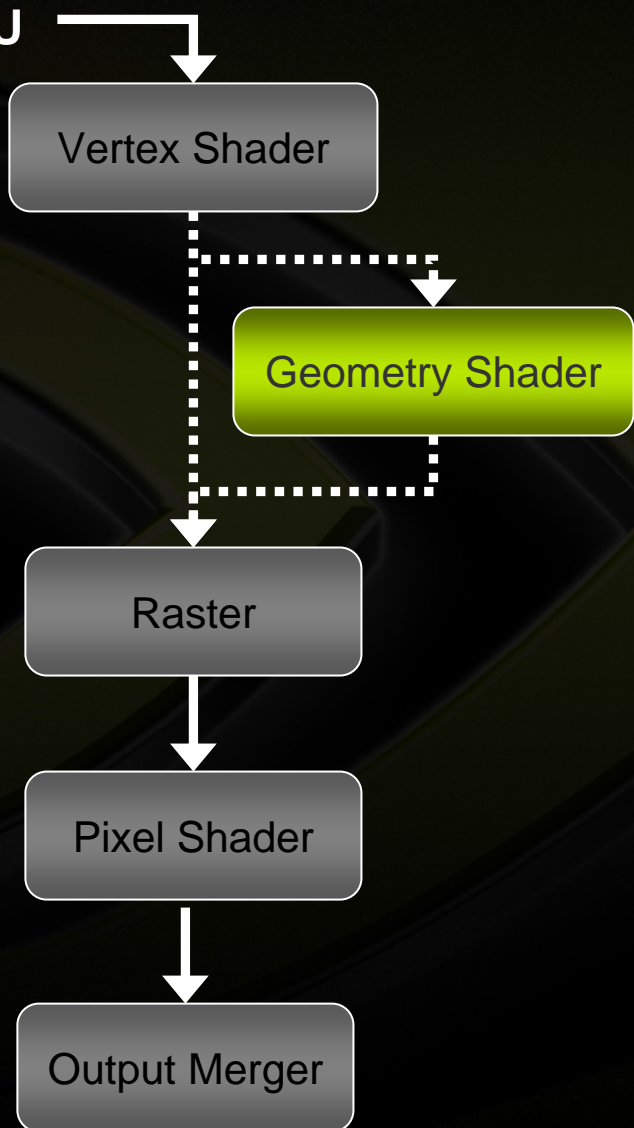 U
Vertex Shader
Geometry Shader
Raster
Pixel Shader
Output Merger